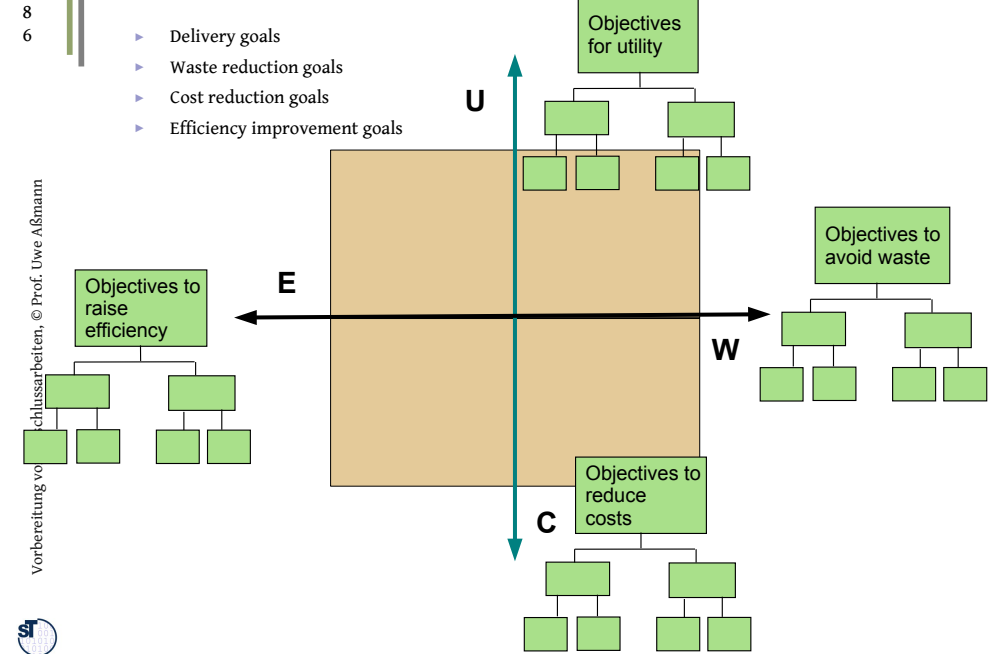 8
6
Delivery goals
Waste reduction goals
Cost reduction goals
Efficiency improvement goals
U
Objectives
for utility
Objectives to
avoid waste
E
Objectives to
raise
efficiency
W
Objectives to
reduce
costs
C
Vorbereitung vo
schlussarbeiten, © Prof. Uwe Aßmann
ST